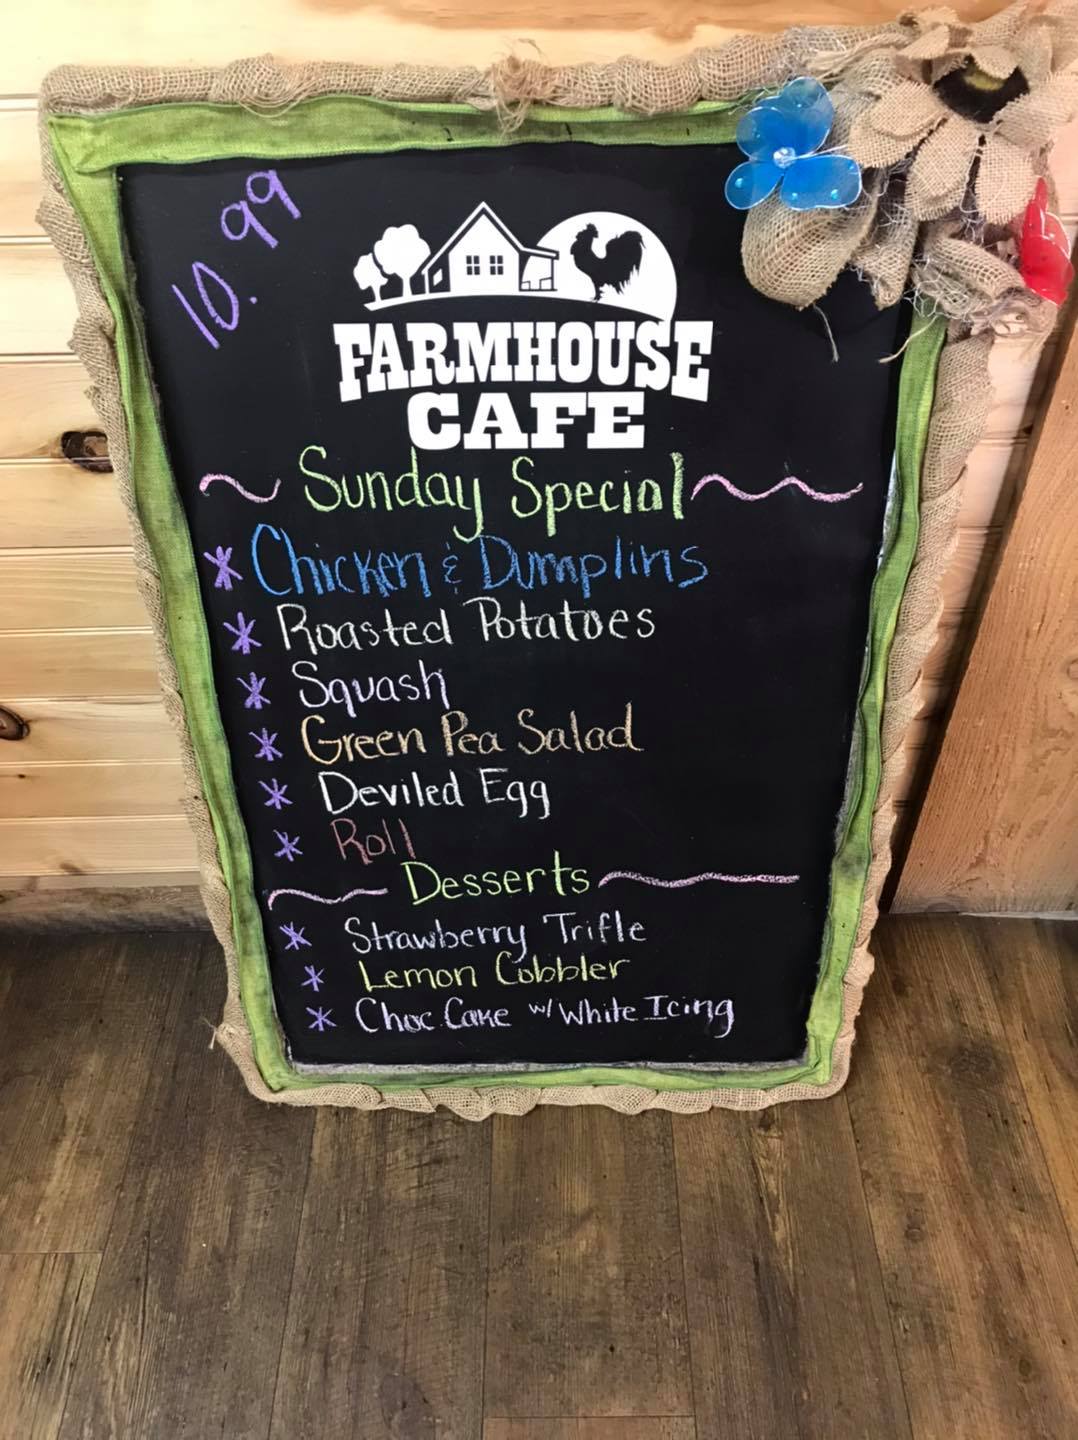 10.99
FARMHOUSE
CAFE
Sunday Special
* Chicken & Dumplins
* Roasted Potatoes
* Squash
* Green Pea Salad
* Deviled Egg
* Roll
Desserts
* Strawberry Trifle
* Lemon Cobbler
* Choc. Cake w/ White Icing